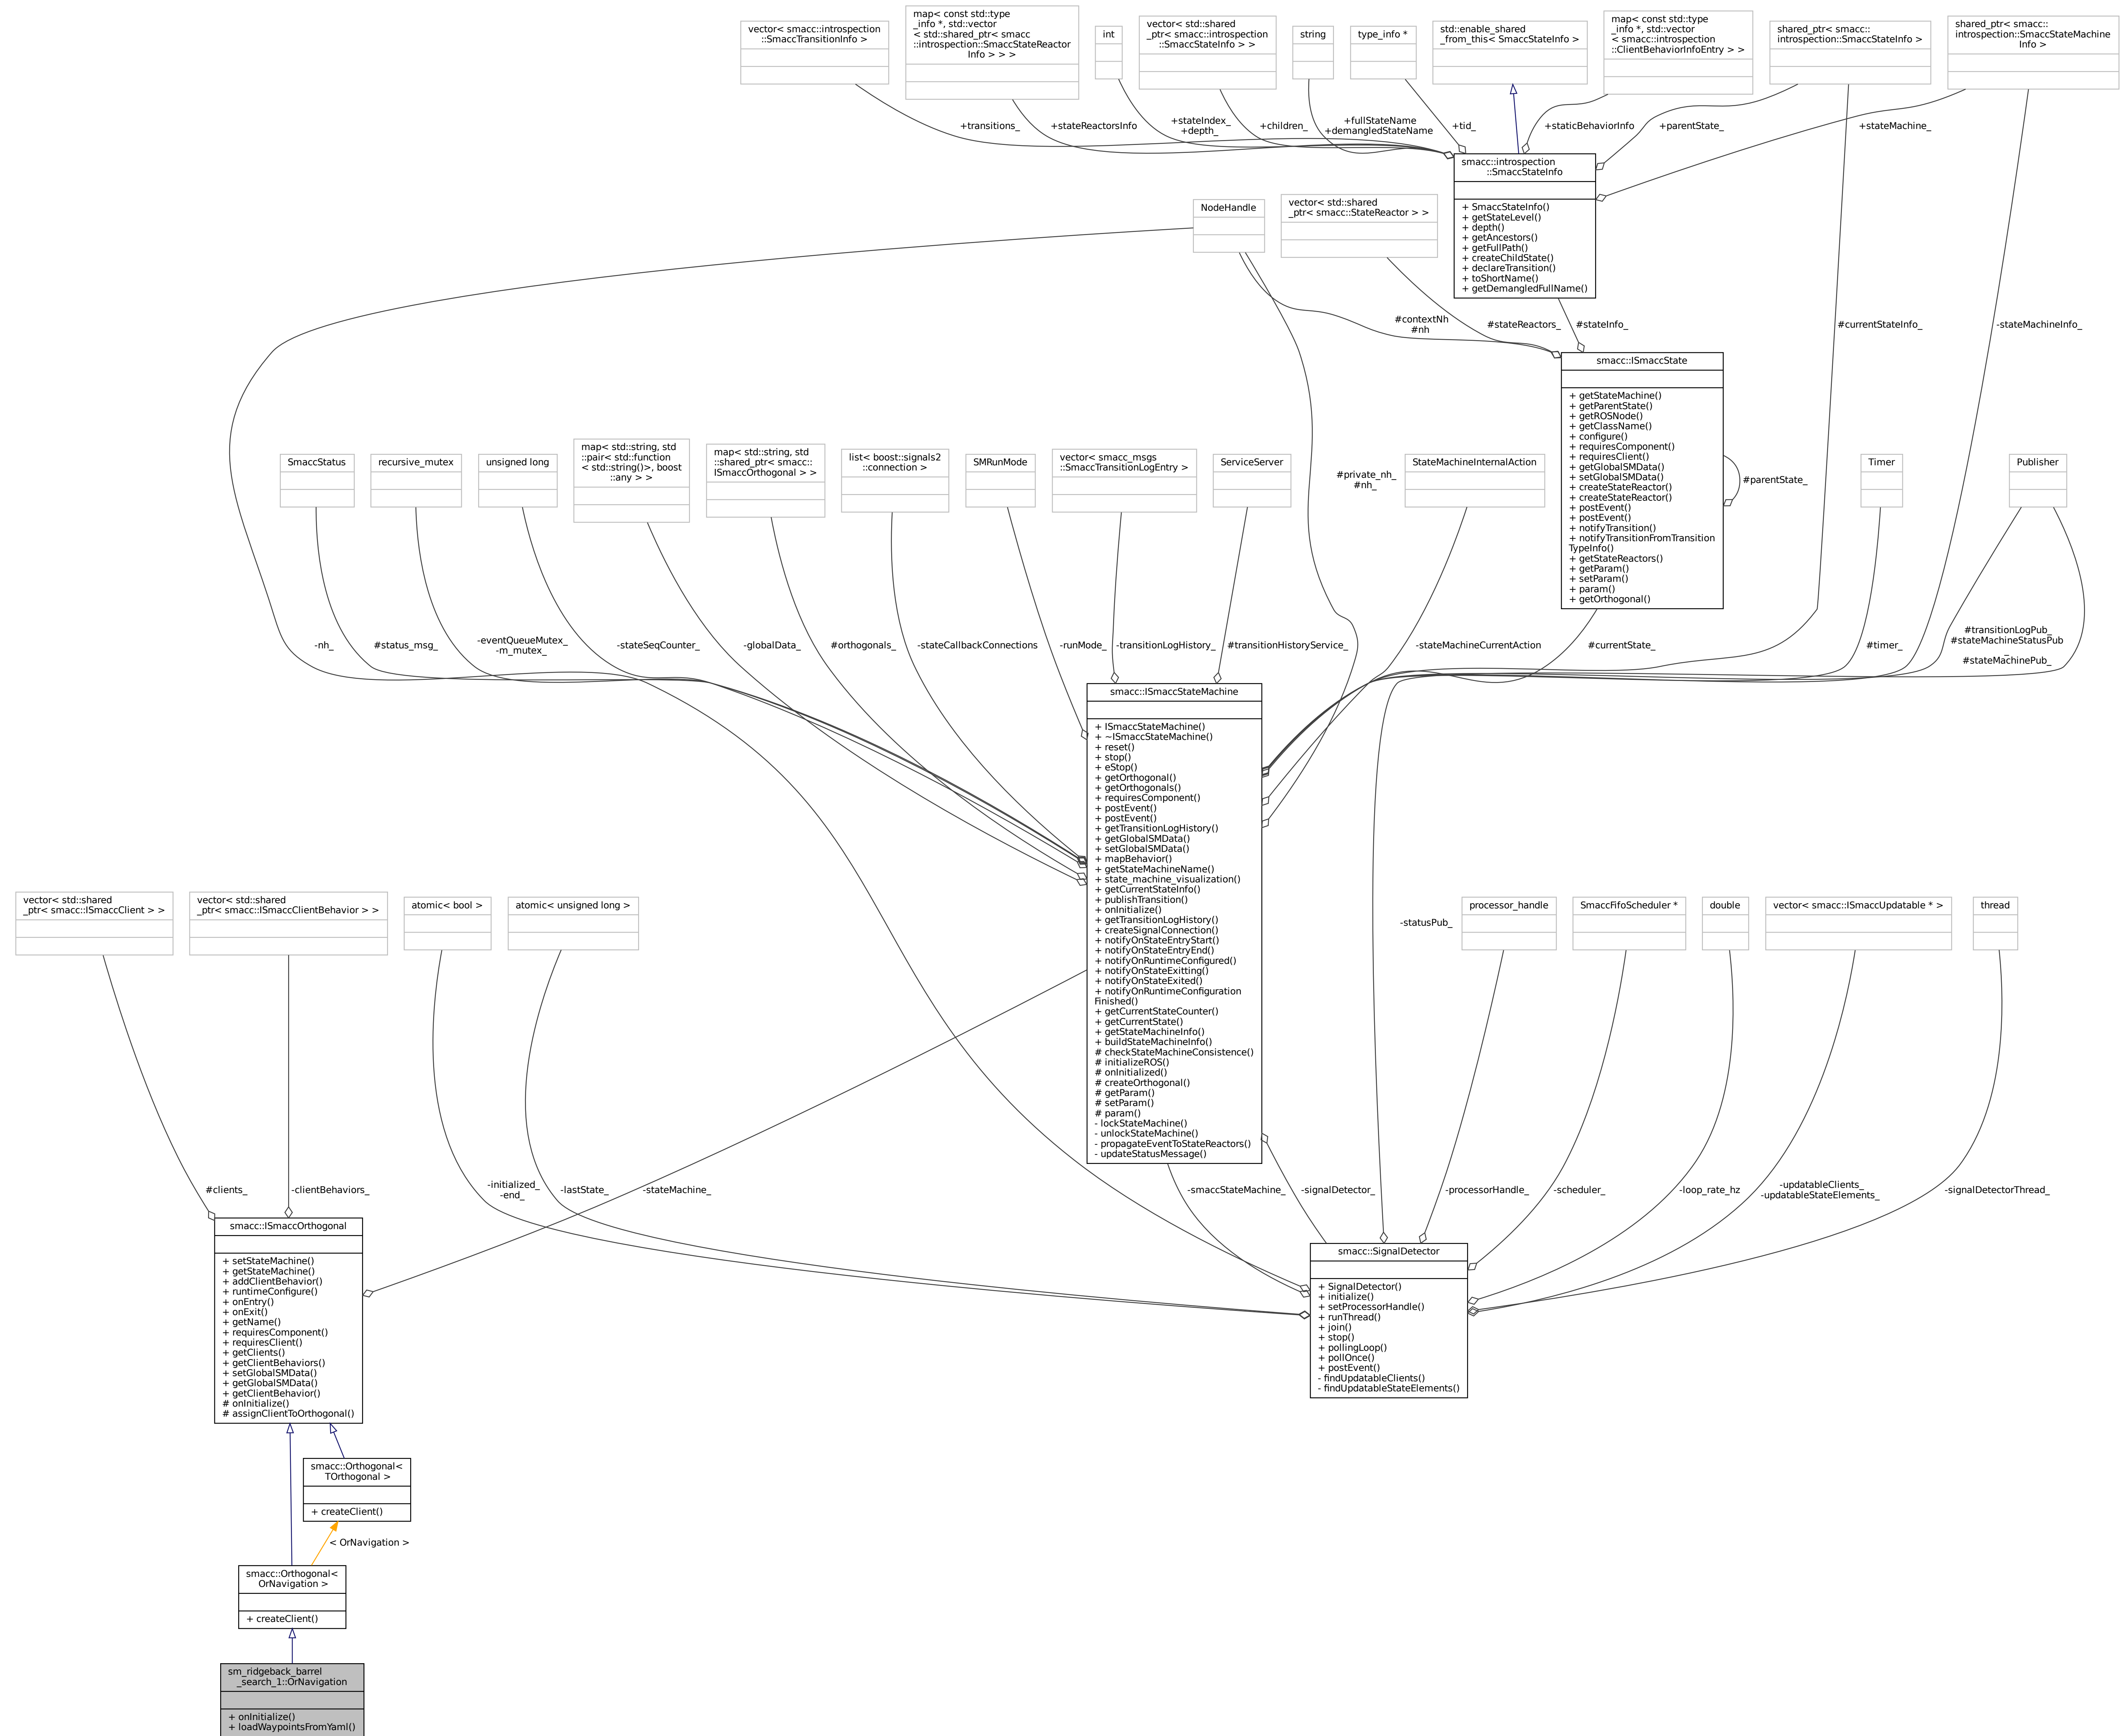 vector< smacc::introspection
::SmaccTransitionInfo >
map< const std::type
_info *, std::vector
< std::shared_ptr< smacc
::introspection::SmaccStateReactor
Info > > >
int
vector< std::shared
_ptr< smacc::introspection
::SmaccStateInfo > >
string
type_info *
std::enable_shared
_from_this< SmaccStateInfo >
map< const std::type
_info *, std::vector
< smacc::introspection
::ClientBehaviorInfoEntry > >
shared_ptr< smacc::
introspection::SmaccStateInfo >
shared_ptr< smacc::
introspection::SmaccStateMachine
Info >
+transitions_
+stateReactorsInfo
+stateIndex_
+depth_
+children_
+fullStateName
+demangledStateName
+tid_
+staticBehaviorInfo
+parentState_
+stateMachine_
smacc::introspection
::SmaccStateInfo
+ SmaccStateInfo()
+ getStateLevel()
+ depth()
+ getAncestors()
+ getFullPath()
+ createChildState()
+ declareTransition()
+ toShortName()
+ getDemangledFullName()
NodeHandle
vector< std::shared
_ptr< smacc::StateReactor > >
#contextNh
#nh
#stateReactors_
#stateInfo_
#currentStateInfo_
-stateMachineInfo_
smacc::ISmaccState
+ getStateMachine()
+ getParentState()
+ getROSNode()
+ getClassName()
+ configure()
+ requiresComponent()
+ requiresClient()
+ getGlobalSMData()
+ setGlobalSMData()
+ createStateReactor()
+ createStateReactor()
+ postEvent()
+ postEvent()
+ notifyTransition()
+ notifyTransitionFromTransition
TypeInfo()
+ getStateReactors()
+ getParam()
+ setParam()
+ param()
+ getOrthogonal()
#parentState_
SmaccStatus
recursive_mutex
unsigned long
map< std::string, std
::pair< std::function
< std::string()>, boost
::any > >
map< std::string, std
::shared_ptr< smacc::
ISmaccOrthogonal > >
list< boost::signals2
::connection >
SMRunMode
vector< smacc_msgs
::SmaccTransitionLogEntry >
ServiceServer
#private_nh_
#nh_
StateMachineInternalAction
Timer
Publisher
-nh_
#status_msg_
-eventQueueMutex_
-m_mutex_
-stateSeqCounter_
-globalData_
#orthogonals_
-stateCallbackConnections
-runMode_
-transitionLogHistory_
#transitionHistoryService_
-stateMachineCurrentAction
#currentState_
#timer_
#transitionLogPub_
#stateMachineStatusPub
_
#stateMachinePub_
smacc::ISmaccStateMachine
+ ISmaccStateMachine()
+ ~ISmaccStateMachine()
+ reset()
+ stop()
+ eStop()
+ getOrthogonal()
+ getOrthogonals()
+ requiresComponent()
+ postEvent()
+ postEvent()
+ getTransitionLogHistory()
+ getGlobalSMData()
+ setGlobalSMData()
+ mapBehavior()
+ getStateMachineName()
+ state_machine_visualization()
+ getCurrentStateInfo()
+ publishTransition()
+ onInitialize()
+ getTransitionLogHistory()
+ createSignalConnection()
+ notifyOnStateEntryStart()
+ notifyOnStateEntryEnd()
+ notifyOnRuntimeConfigured()
+ notifyOnStateExitting()
+ notifyOnStateExited()
+ notifyOnRuntimeConfiguration
Finished()
+ getCurrentStateCounter()
+ getCurrentState()
+ getStateMachineInfo()
+ buildStateMachineInfo()
# checkStateMachineConsistence()
# initializeROS()
# onInitialized()
# createOrthogonal()
# getParam()
# setParam()
# param()
- lockStateMachine()
- unlockStateMachine()
- propagateEventToStateReactors()
- updateStatusMessage()
vector< std::shared
_ptr< smacc::ISmaccClient > >
vector< std::shared
_ptr< smacc::ISmaccClientBehavior > >
atomic< bool >
atomic< unsigned long >
-statusPub_
processor_handle
SmaccFifoScheduler *
double
vector< smacc::ISmaccUpdatable * >
thread
#clients_
-clientBehaviors_
-initialized_
-end_
-lastState_
-stateMachine_
-smaccStateMachine_
-signalDetector_
-processorHandle_
-scheduler_
-loop_rate_hz
-updatableClients_
-updatableStateElements_
-signalDetectorThread_
smacc::ISmaccOrthogonal
+ setStateMachine()
+ getStateMachine()
+ addClientBehavior()
+ runtimeConfigure()
+ onEntry()
+ onExit()
+ getName()
+ requiresComponent()
+ requiresClient()
+ getClients()
+ getClientBehaviors()
+ setGlobalSMData()
+ getGlobalSMData()
+ getClientBehavior()
# onInitialize()
# assignClientToOrthogonal()
smacc::SignalDetector
+ SignalDetector()
+ initialize()
+ setProcessorHandle()
+ runThread()
+ join()
+ stop()
+ pollingLoop()
+ pollOnce()
+ postEvent()
- findUpdatableClients()
- findUpdatableStateElements()
smacc::Orthogonal<
TOrthogonal >
+ createClient()
< OrNavigation >
smacc::Orthogonal<
OrNavigation >
+ createClient()
sm_ridgeback_barrel
_search_1::OrNavigation
+ onInitialize()
+ loadWaypointsFromYaml()